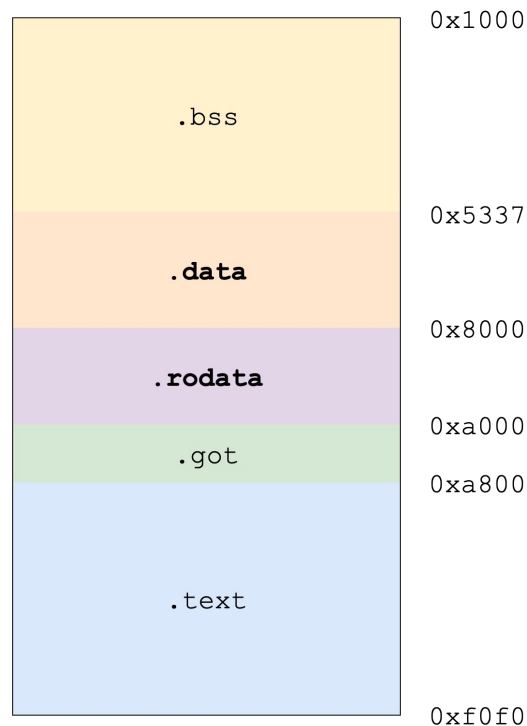 0x1000
.bss
0x5337
.data
0x8000
.rodata
0xa000
.got
0xa800
.text
0xf0f0